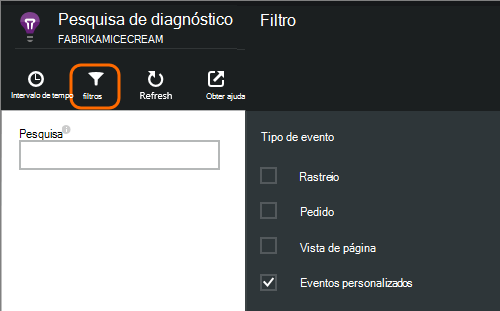 Pesquisa de diagnóstico
FABRIKAMICECREAM
Intervalo de tempo
filtros
Refresh
Obter ajuda
Pesquisa
Filtro
Tipo de evento
Rastreio
Pedido
Vista de página
Eventos personalizados